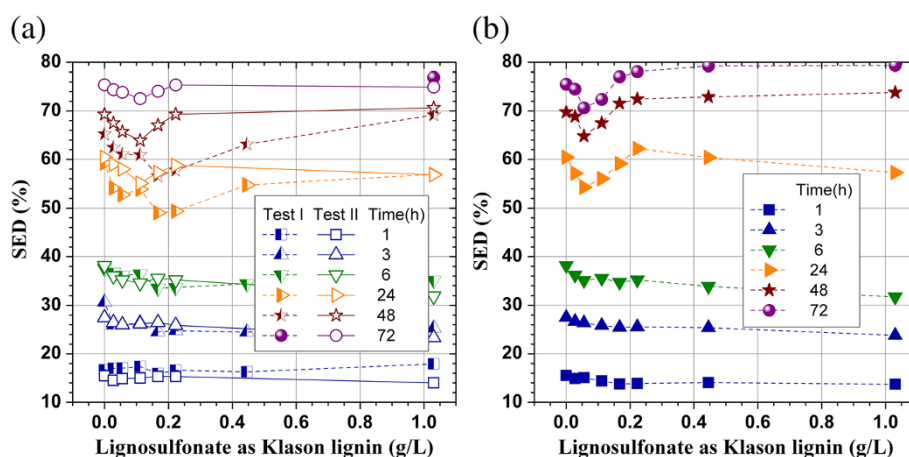 (a)
(b)
80
70
60
50
40
30
20
10
SED (%)
Test I Test II Time(h)
1
3
6
24
48
72
0.0 0.2 0.4 0.6 0.8 1.0
Lignosulfonate as Klason lignin (g/L)
80
70
60
50
40
30
20
10
SED (%)
Time(h)
1
3
6
24
48
72
0.0 0.2 0.4 0.6 0.8 1.0
Lignosulfonate as Klason lignin (g/L)